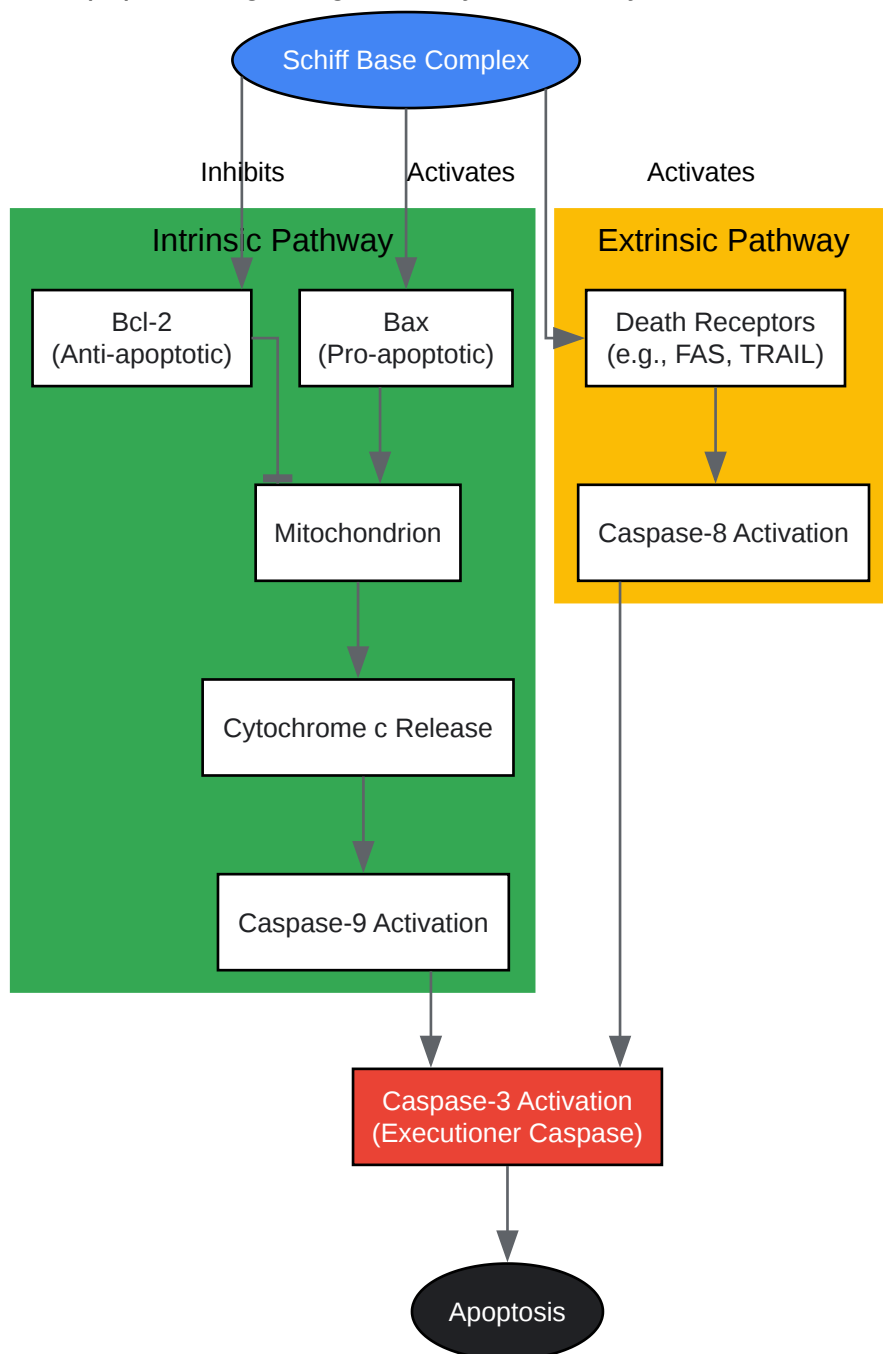 Schiff Base Complex
Inhibits
Activates
Activates
Intrinsic Pathway
Extrinsic Pathway
Bcl-2
(Anti-apoptotic)
Bax
(Pro-apoptotic)
Death Receptors
(e.g., FAS, TRAIL)
Mitochondrion
Caspase-8 Activation
Cytochrome c Release
Caspase-9 Activation
Caspase-3 Activation
(Executioner Caspase)
Apoptosis